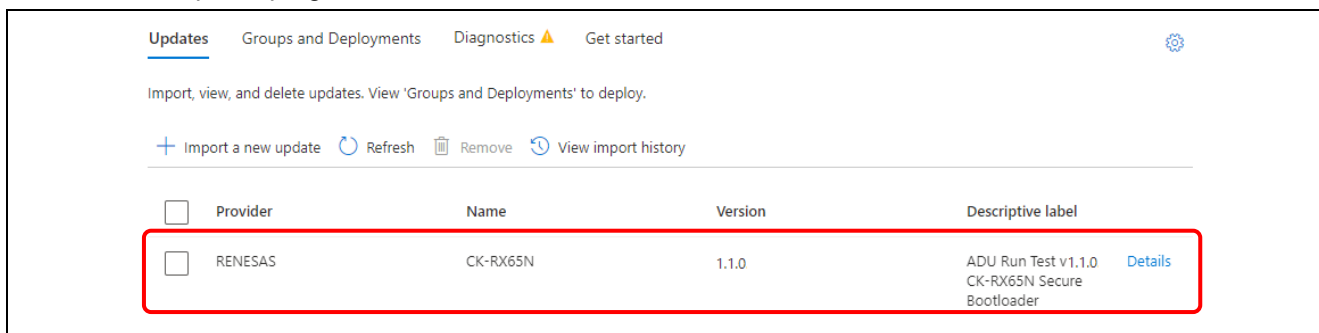 Updates Groups and Deployments Diagnostics Get started
Import, view, and delete updates. View 'Groups and Deployments' to deploy.
Import a new update Refresh Remove View import history
Provider Name Version Descriptive label
RENESAS CK-RX65N 1.1.0 ADU Run Test v1.1.0 Details
CK-RX65N Secure
Bootloader